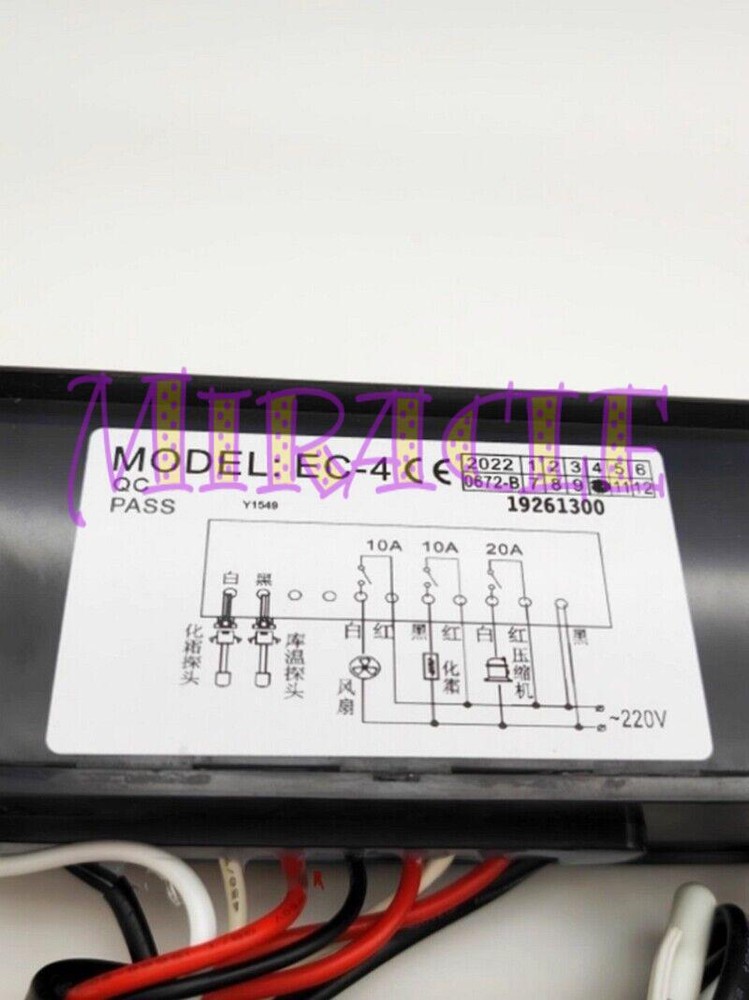 MIRACLE
MODEL: EC-4 CE
2022 1 2 3 4 5 6
0672-B 7 8 9 11 12
QC
PASS
Y1549
19261300
10A 10A 20A
白 黑
白 红 黑 红 白 红 黑
化霜探头
库温探头
风扇
化霜
压缩机
~220V